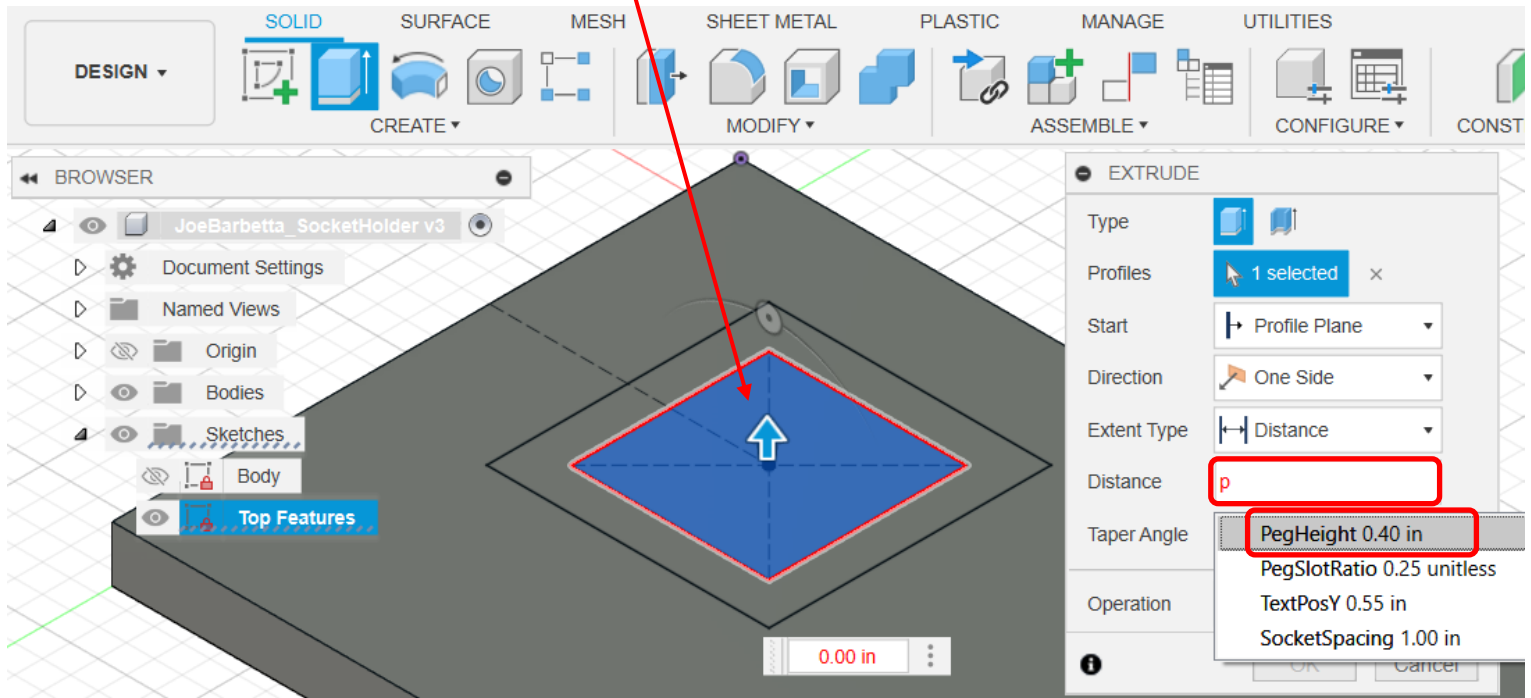 SOLID SURFACE MESH SHEET METAL PLASTIC MANAGE UTILITIES
DESIGN ▾
CREATE ▾ MODIFY ▾ ASSEMBLE ▾ CONFIGURE ▾ CONST
BROWSER
JoeBarbetta_SocketHolder v3
Document Settings
Named Views
Origin
Bodies
Sketches
Body
Top Features
0.00 in
EXTRUDE
Type
Profiles 1 selected ×
Start Profile Plane
Direction One Side
Extent Type Distance
Distance p
Taper Angle PegHeight 0.40 in
PegSlotRatio 0.25 unitless
Operation TextPosY 0.55 in
SocketSpacing 1.00 in
OK Cancel